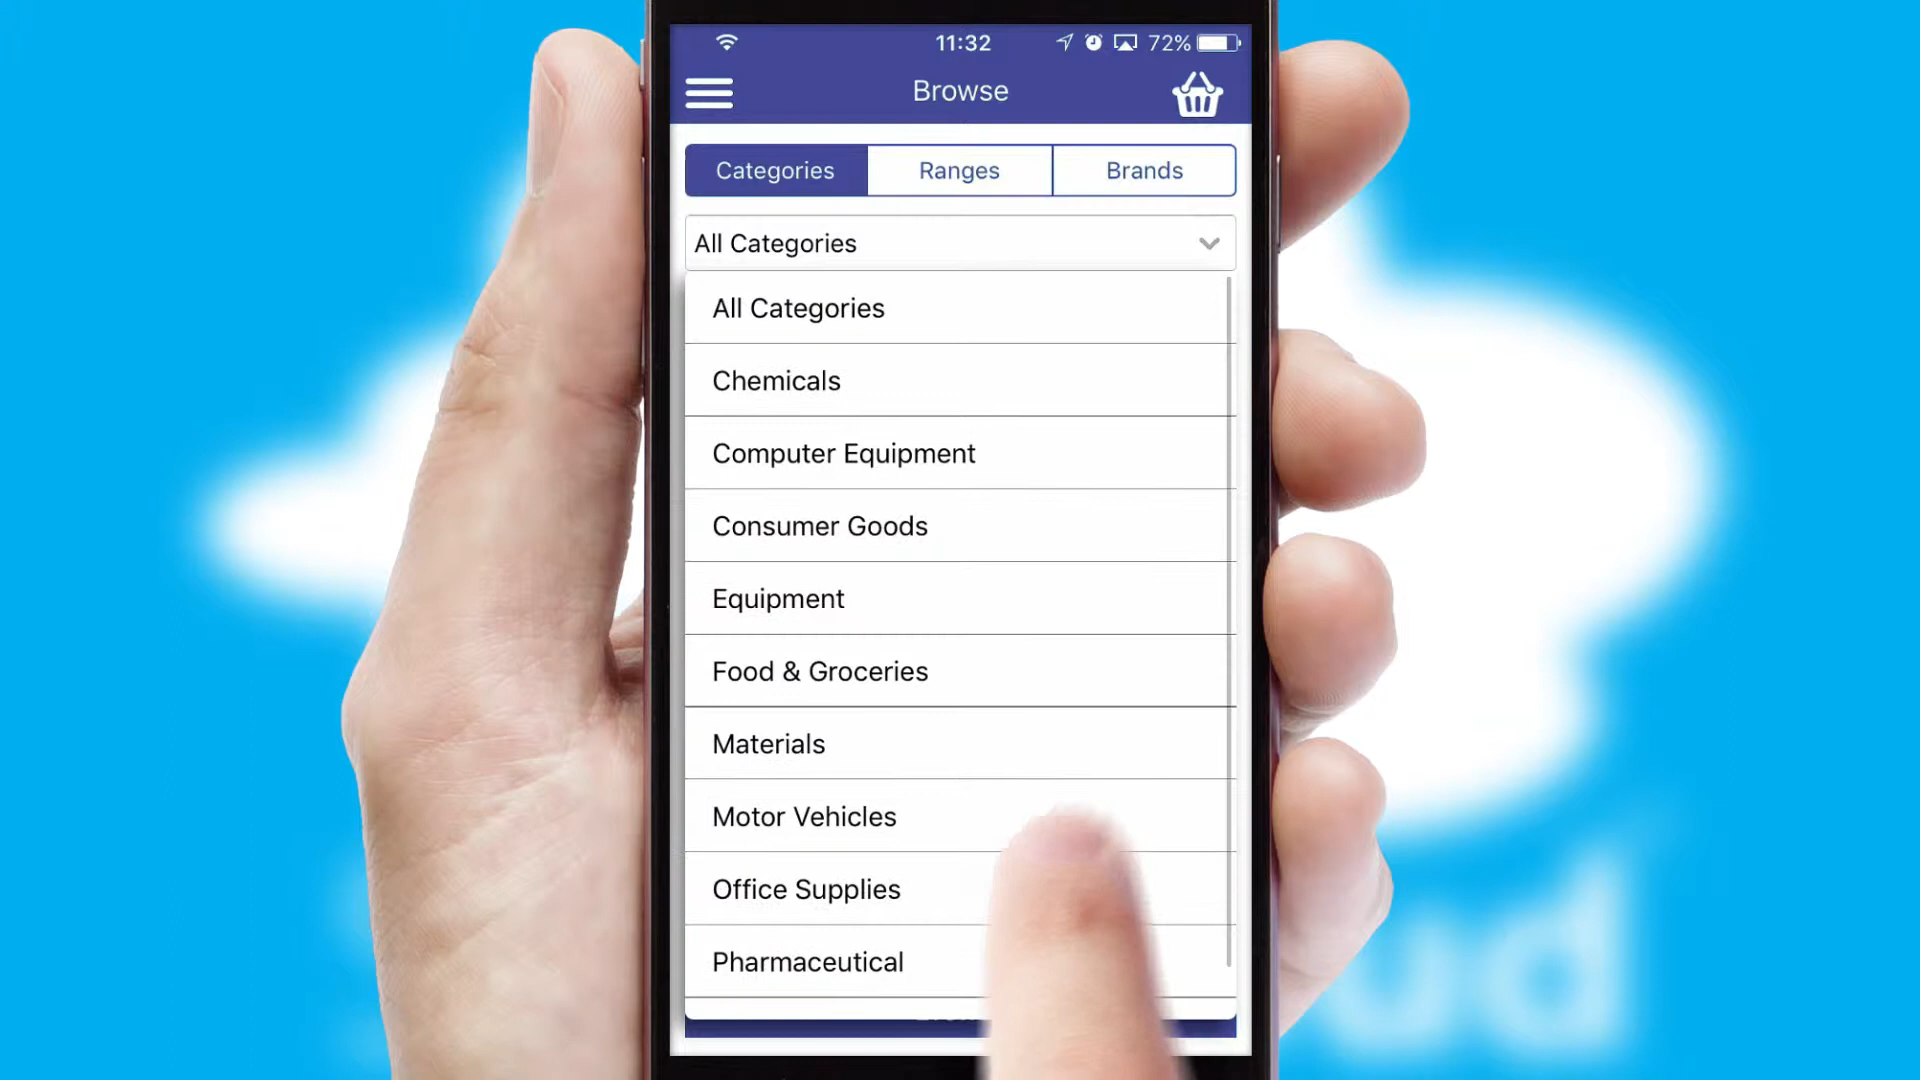 11:32
72%
Browse
Categories
Ranges
Brands
All Categories
All Categories
Chemicals
Computer Equipment
Consumer Goods
Equipment
Food & Groceries
Materials
Motor Vehicles
Office Supplies
Pharmaceutical
ud